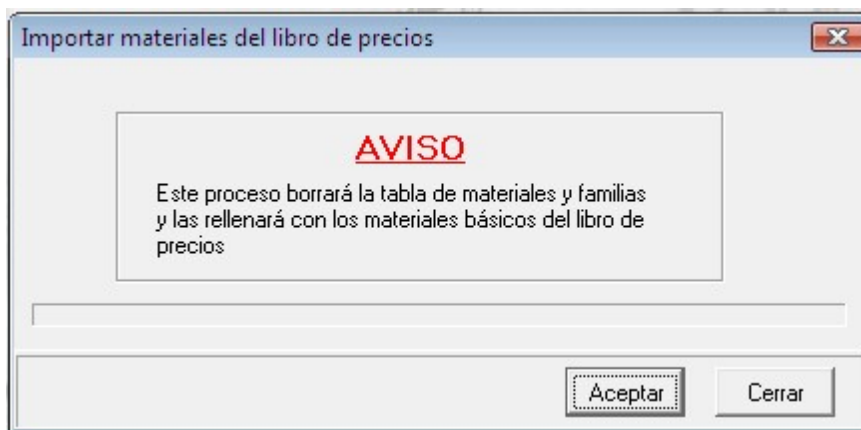 Importar materiales del libro de precios
AVISO
Este proceso borrará la tabla de materiales y familias
y las rellenará con los materiales básicos del libro de
precios
Aceptar
Cerrar